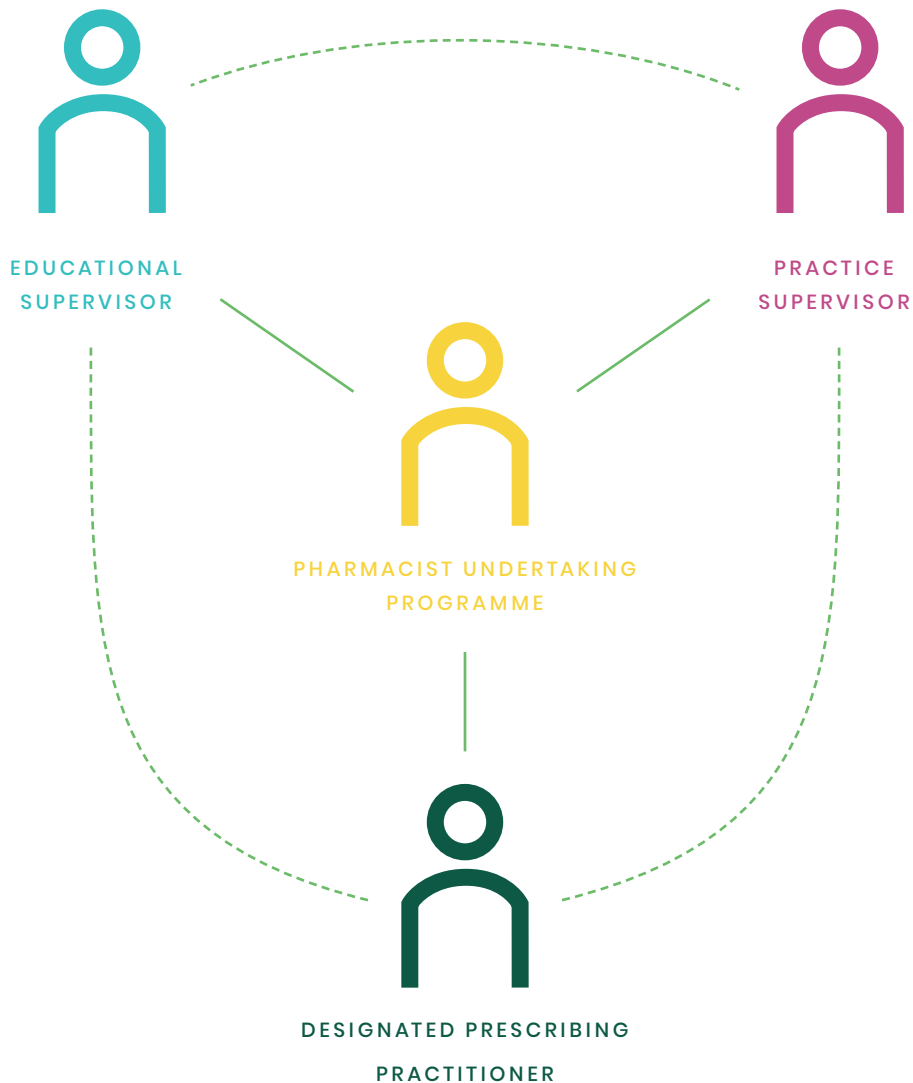 EDUCATIONAL
SUPERVISOR
PRACTICE
SUPERVISOR
PHARMACIST UNDERTAKING
PROGRAMME
DESIGNATED PRESCRIBING
PRACTITIONER